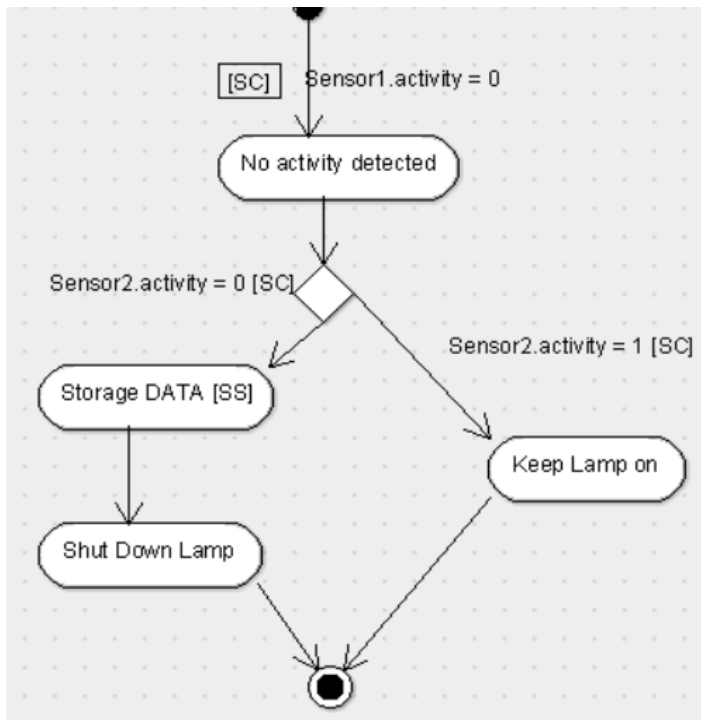 [SC] Sensor1.activity = 0
No activity detected
Sensor2.activity = 0 [SC]
Sensor2.activity = 1 [SC]
Storage DATA [SS]
Keep Lamp on
Shut Down Lamp